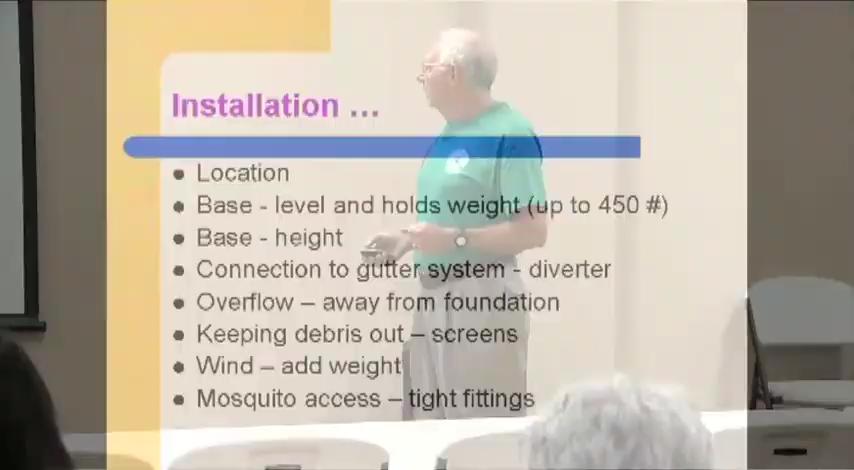 Installation ...
Location
Base - level and holds weight (up to 450 #)
Base - height
Connection to gutter system - diverter
Overflow – away from foundation
Keeping debris out – screens
Wind – add weight
Mosquito access – tight fittings